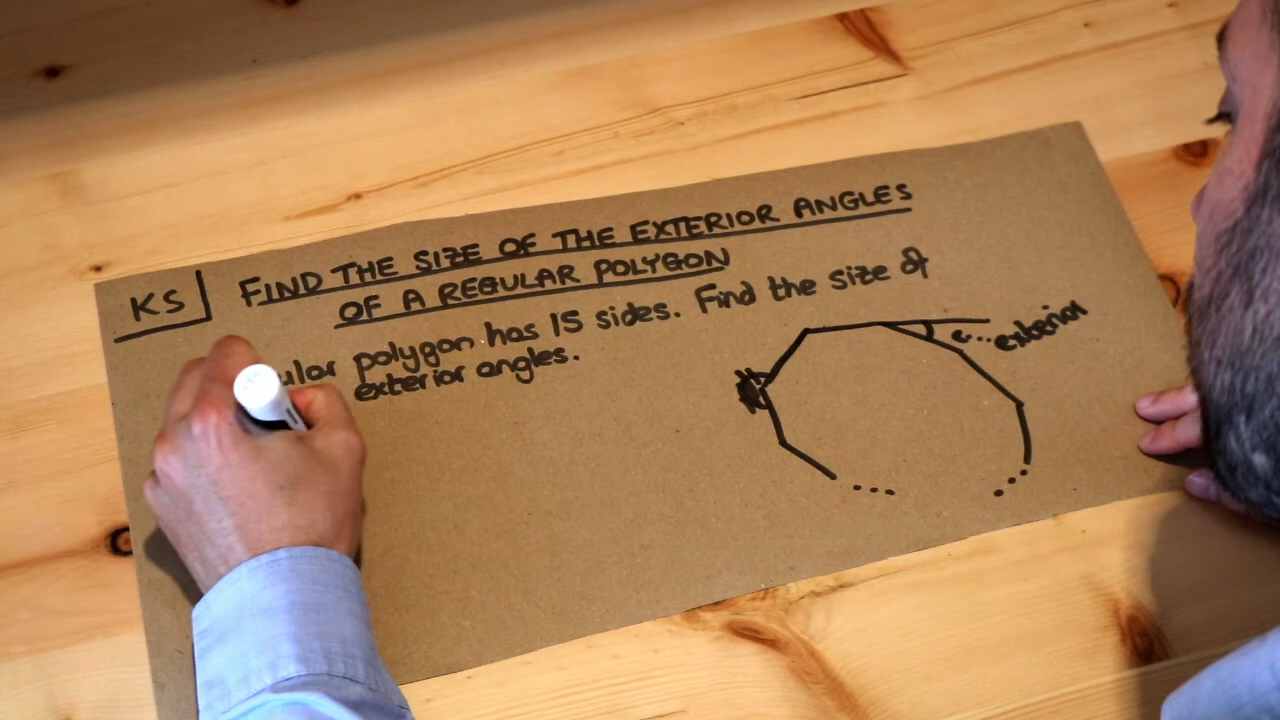 KS
FIND THE SIZE OF THE EXTERIOR ANGLES
OF A REGULAR POLYGON
polygon has 15 sides. Find the size of
exterior angles.
exterior